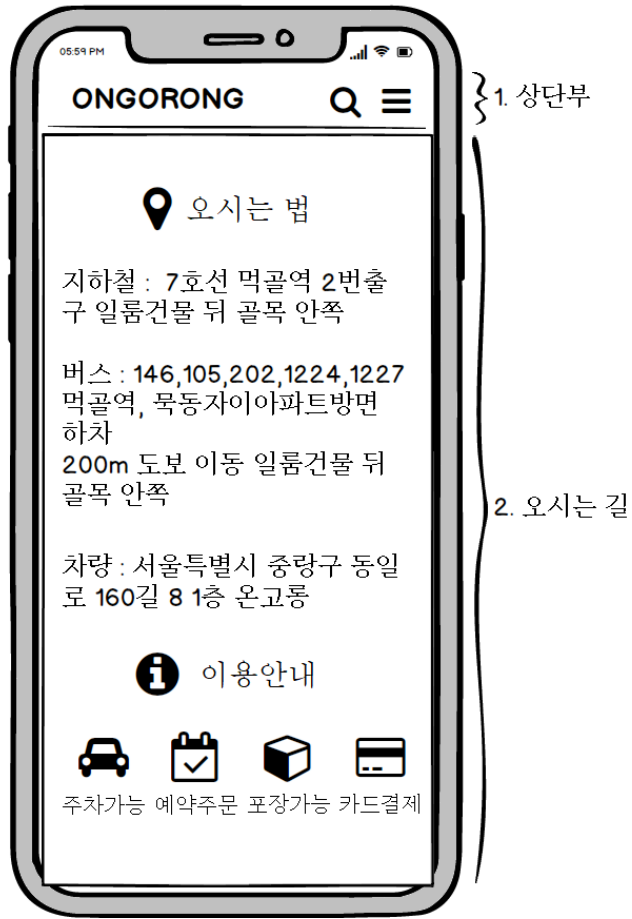 05:59 PM
ONGORONG
1. 상단부
오시는 법
지하철 : 7호선 먹골역 2번출
구 일룸건물 뒤 골목 안쪽
버스 : 146,105,202,1224,1227
먹골역, 묵동자이아파트방면
하차
200m 도보 이동 일룸건물 뒤
골목 안쪽
2. 오시는 길
차량 : 서울특별시 중랑구 동일
로 160길 8 1층 온고롱
이용안내
주차가능 예약주문 포장가능 카드결제